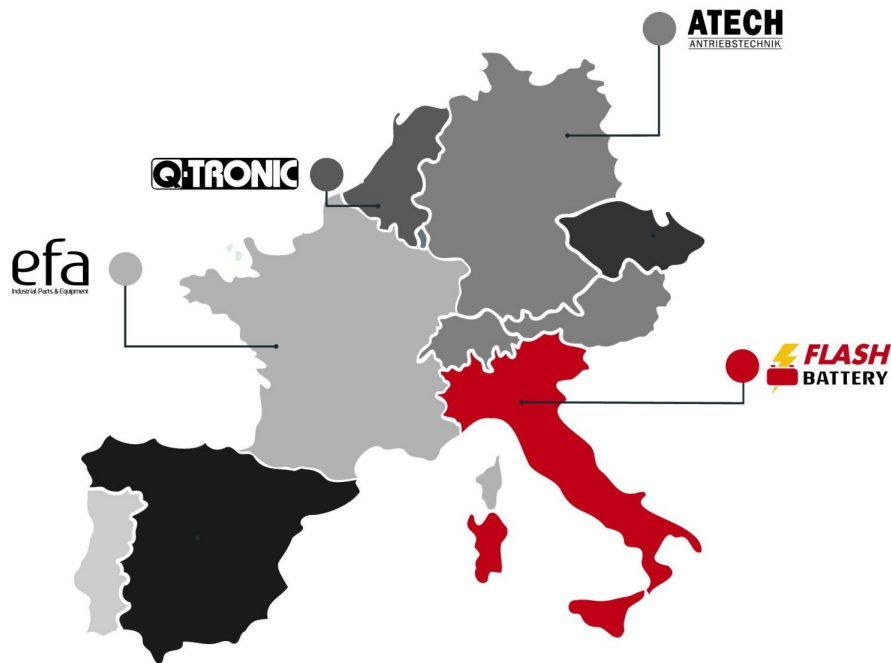 ATECH
ANTRIEBSTECHNIK
Q-TRONIC
efa
Industrial Parts & Equipment
FLASH
BATTERY